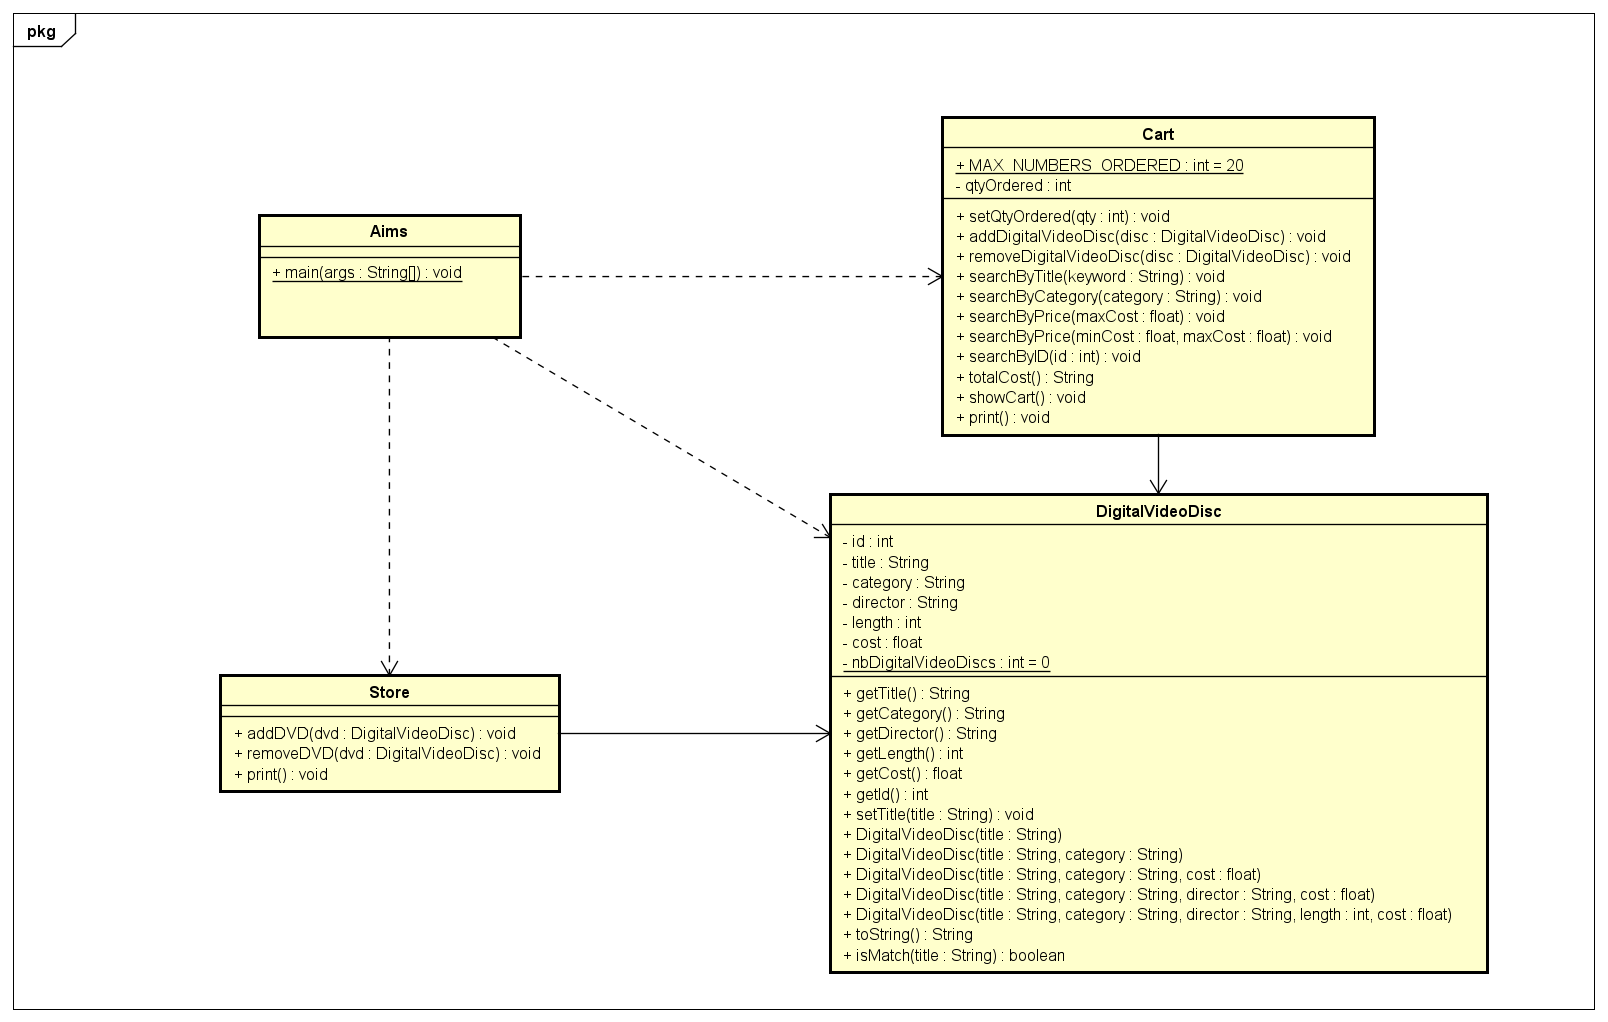 pkg
Cart
+ MAX_NUMBERS_ORDERED : int = 20
- qtyOrdered : int
+ setQtyOrdered(qty : int) : void
+ addDigitalVideoDisc(disc : DigitalVideoDisc) : void
+ removeDigitalVideoDisc(disc : DigitalVideoDisc) : void
+ searchByTitle(keyword : String) : void
+ searchByCategory(category : String) : void
+ searchByPrice(maxCost : float) : void
+ searchByPrice(minCost : float, maxCost : float) : void
+ searchByID(id : int) : void
+ totalCost() : String
+ showCart() : void
+ print() : void
Aims
+ main(args : String[]) : void
DigitalVideoDisc
- id : int
- title : String
- category : String
- director : String
- length : int
- cost : float
- nbDigitalVideoDiscs : int = 0
+ getTitle() : String
+ getCategory() : String
+ getDirector() : String
+ getLength() : int
+ getCost() : float
+ getId() : int
+ setTitle(title : String) : void
+ DigitalVideoDisc(title : String)
+ DigitalVideoDisc(title : String, category : String)
+ DigitalVideoDisc(title : String, category : String, cost : float)
+ DigitalVideoDisc(title : String, category : String, director : String, cost : float)
+ DigitalVideoDisc(title : String, category : String, director : String, length : int, cost : float)
+ toString() : String
+ isMatch(title : String) : boolean
Store
+ addDVD(dvd : DigitalVideoDisc) : void
+ removeDVD(dvd : DigitalVideoDisc) : void
+ print() : void